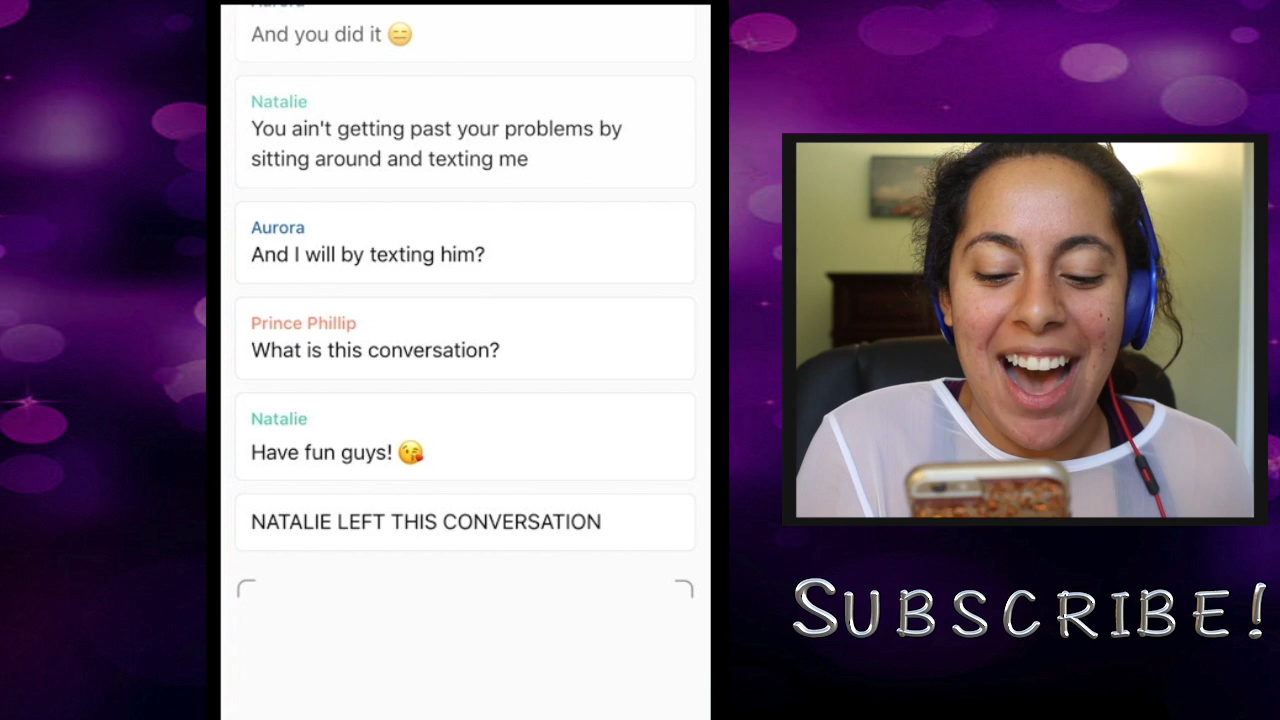 And you did it 😑
Natalie
You ain't getting past your problems by
sitting around and texting me
Aurora
And I will by texting him?
Prince Phillip
What is this conversation?
Natalie
Have fun guys! 😘
NATALIE LEFT THIS CONVERSATION
SUBSCRIBE!